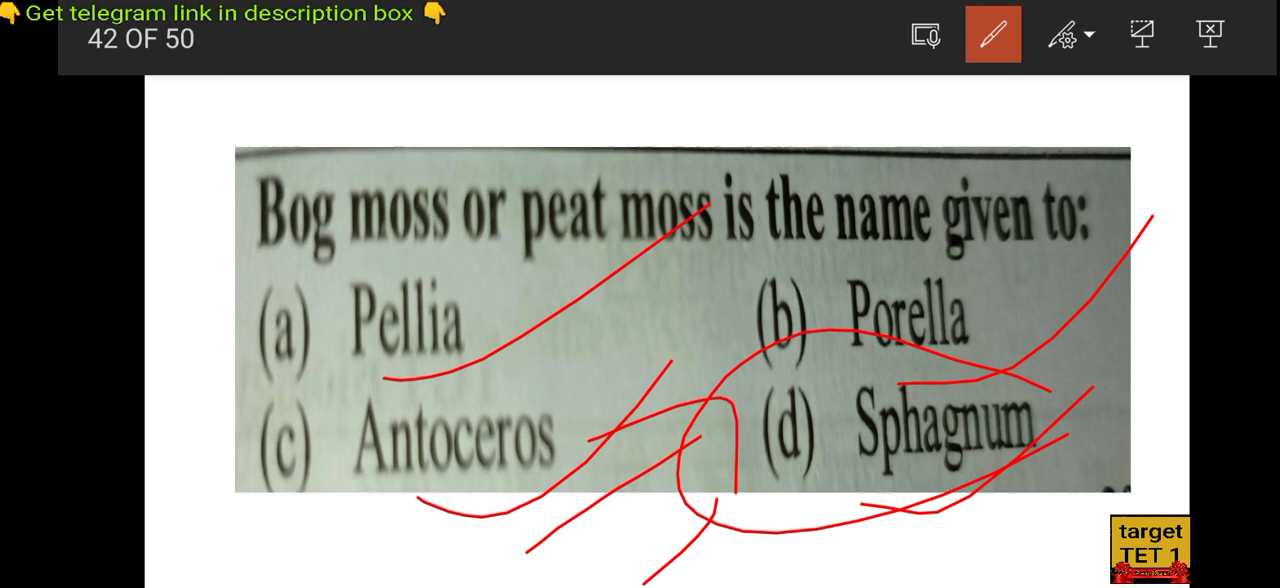 👇 Get telegram link in description box 👇
42 OF 50
Bog moss or peat moss is the name given to:
(a) Pellia (b) Porella
(c) Antoceros (d) Sphagnum
target
TET 1